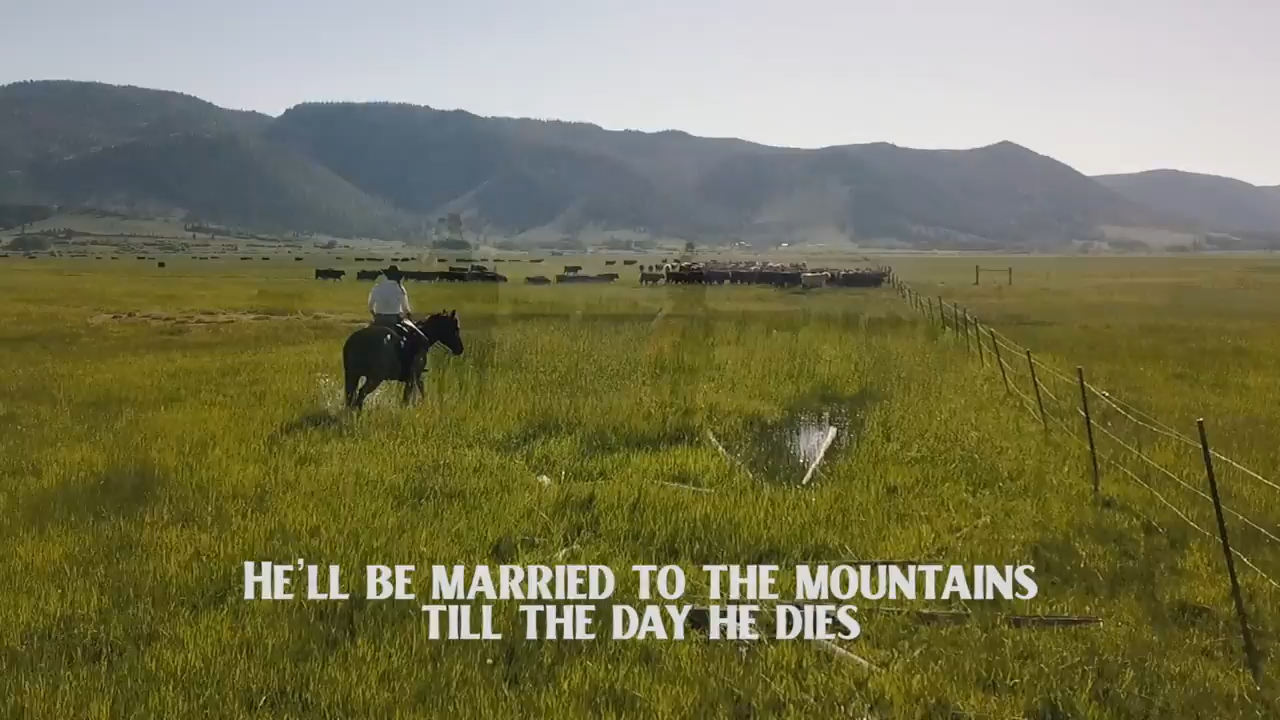 HE'LL BE MARRIED TO THE MOUNTAINS
TILL THE DAY HE DIES